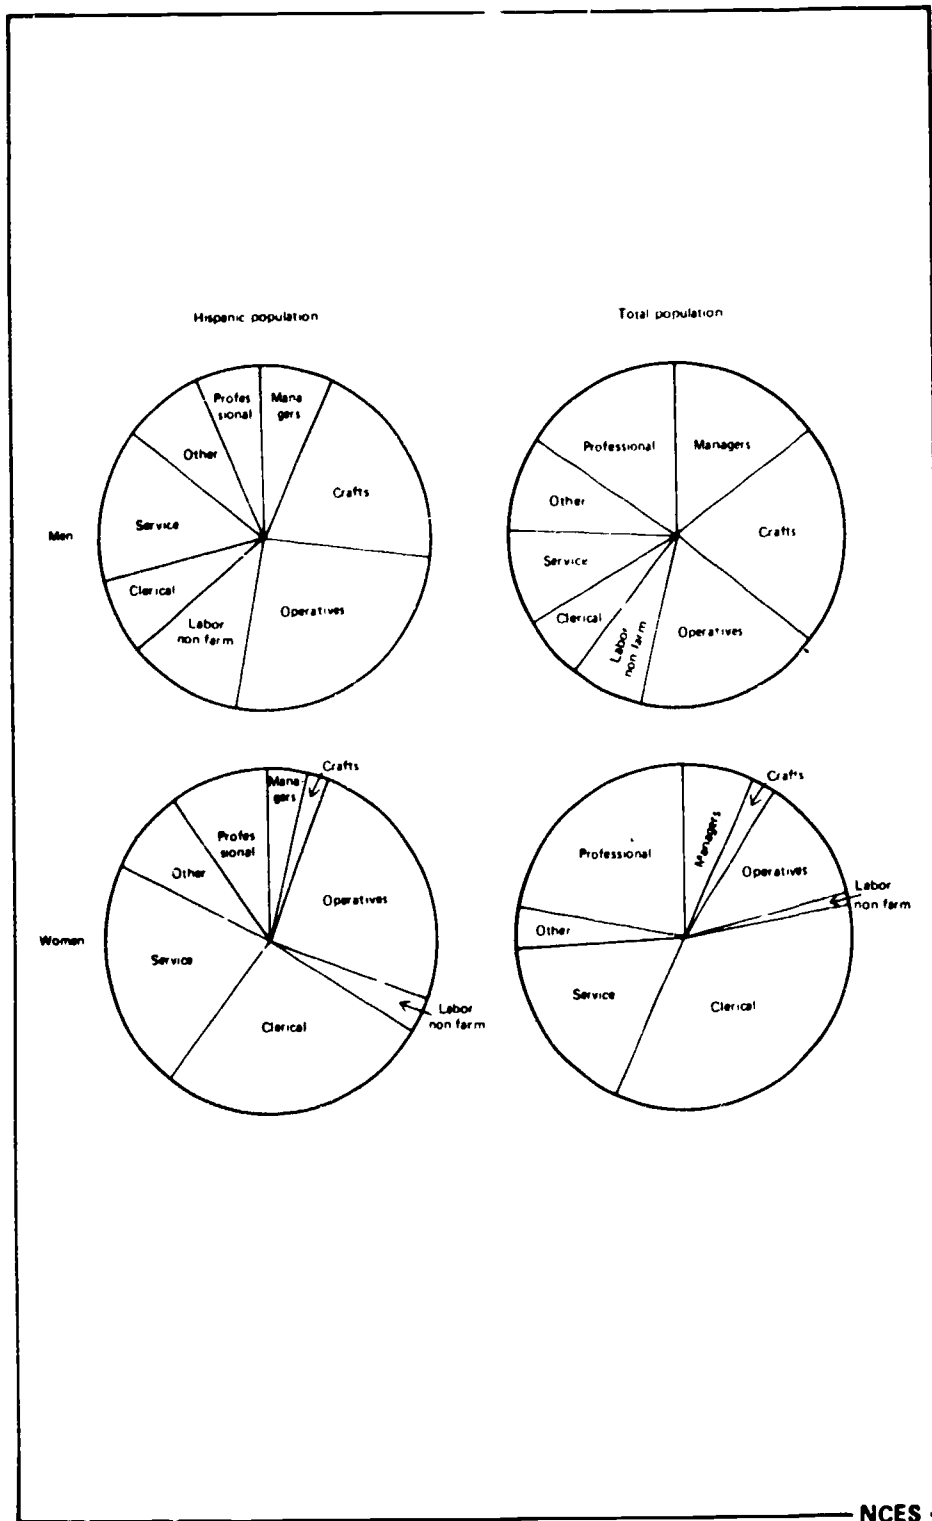 Hispanic population
Total population
Men
Profes
sional
Mana
gers
Other
Crafts
Service
Clerical
Operatives
Labor
non farm
Professional
Managers
Other
Crafts
Service
Clerical
Labor
non farm
Operatives
Women
Mana
gers
Crafts
Profes
sional
Other
Operatives
Service
Clerical
Labor
non farm
Professional
Managers
Crafts
Operatives
Labor
non farm
Other
Service
Clerical
NCES